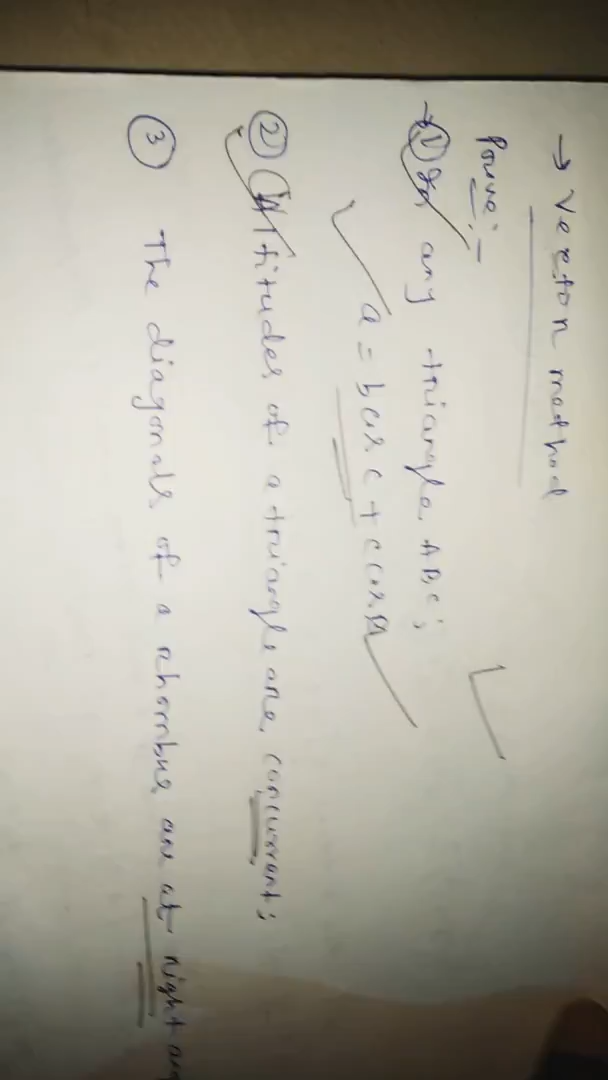 → Vector method
Prove :-
→ ① In any triangle ABC;
a = b cos c + c cos B
② Altitudes of a triangle are concurrent;
③ The diagonals of a rhombus are at right